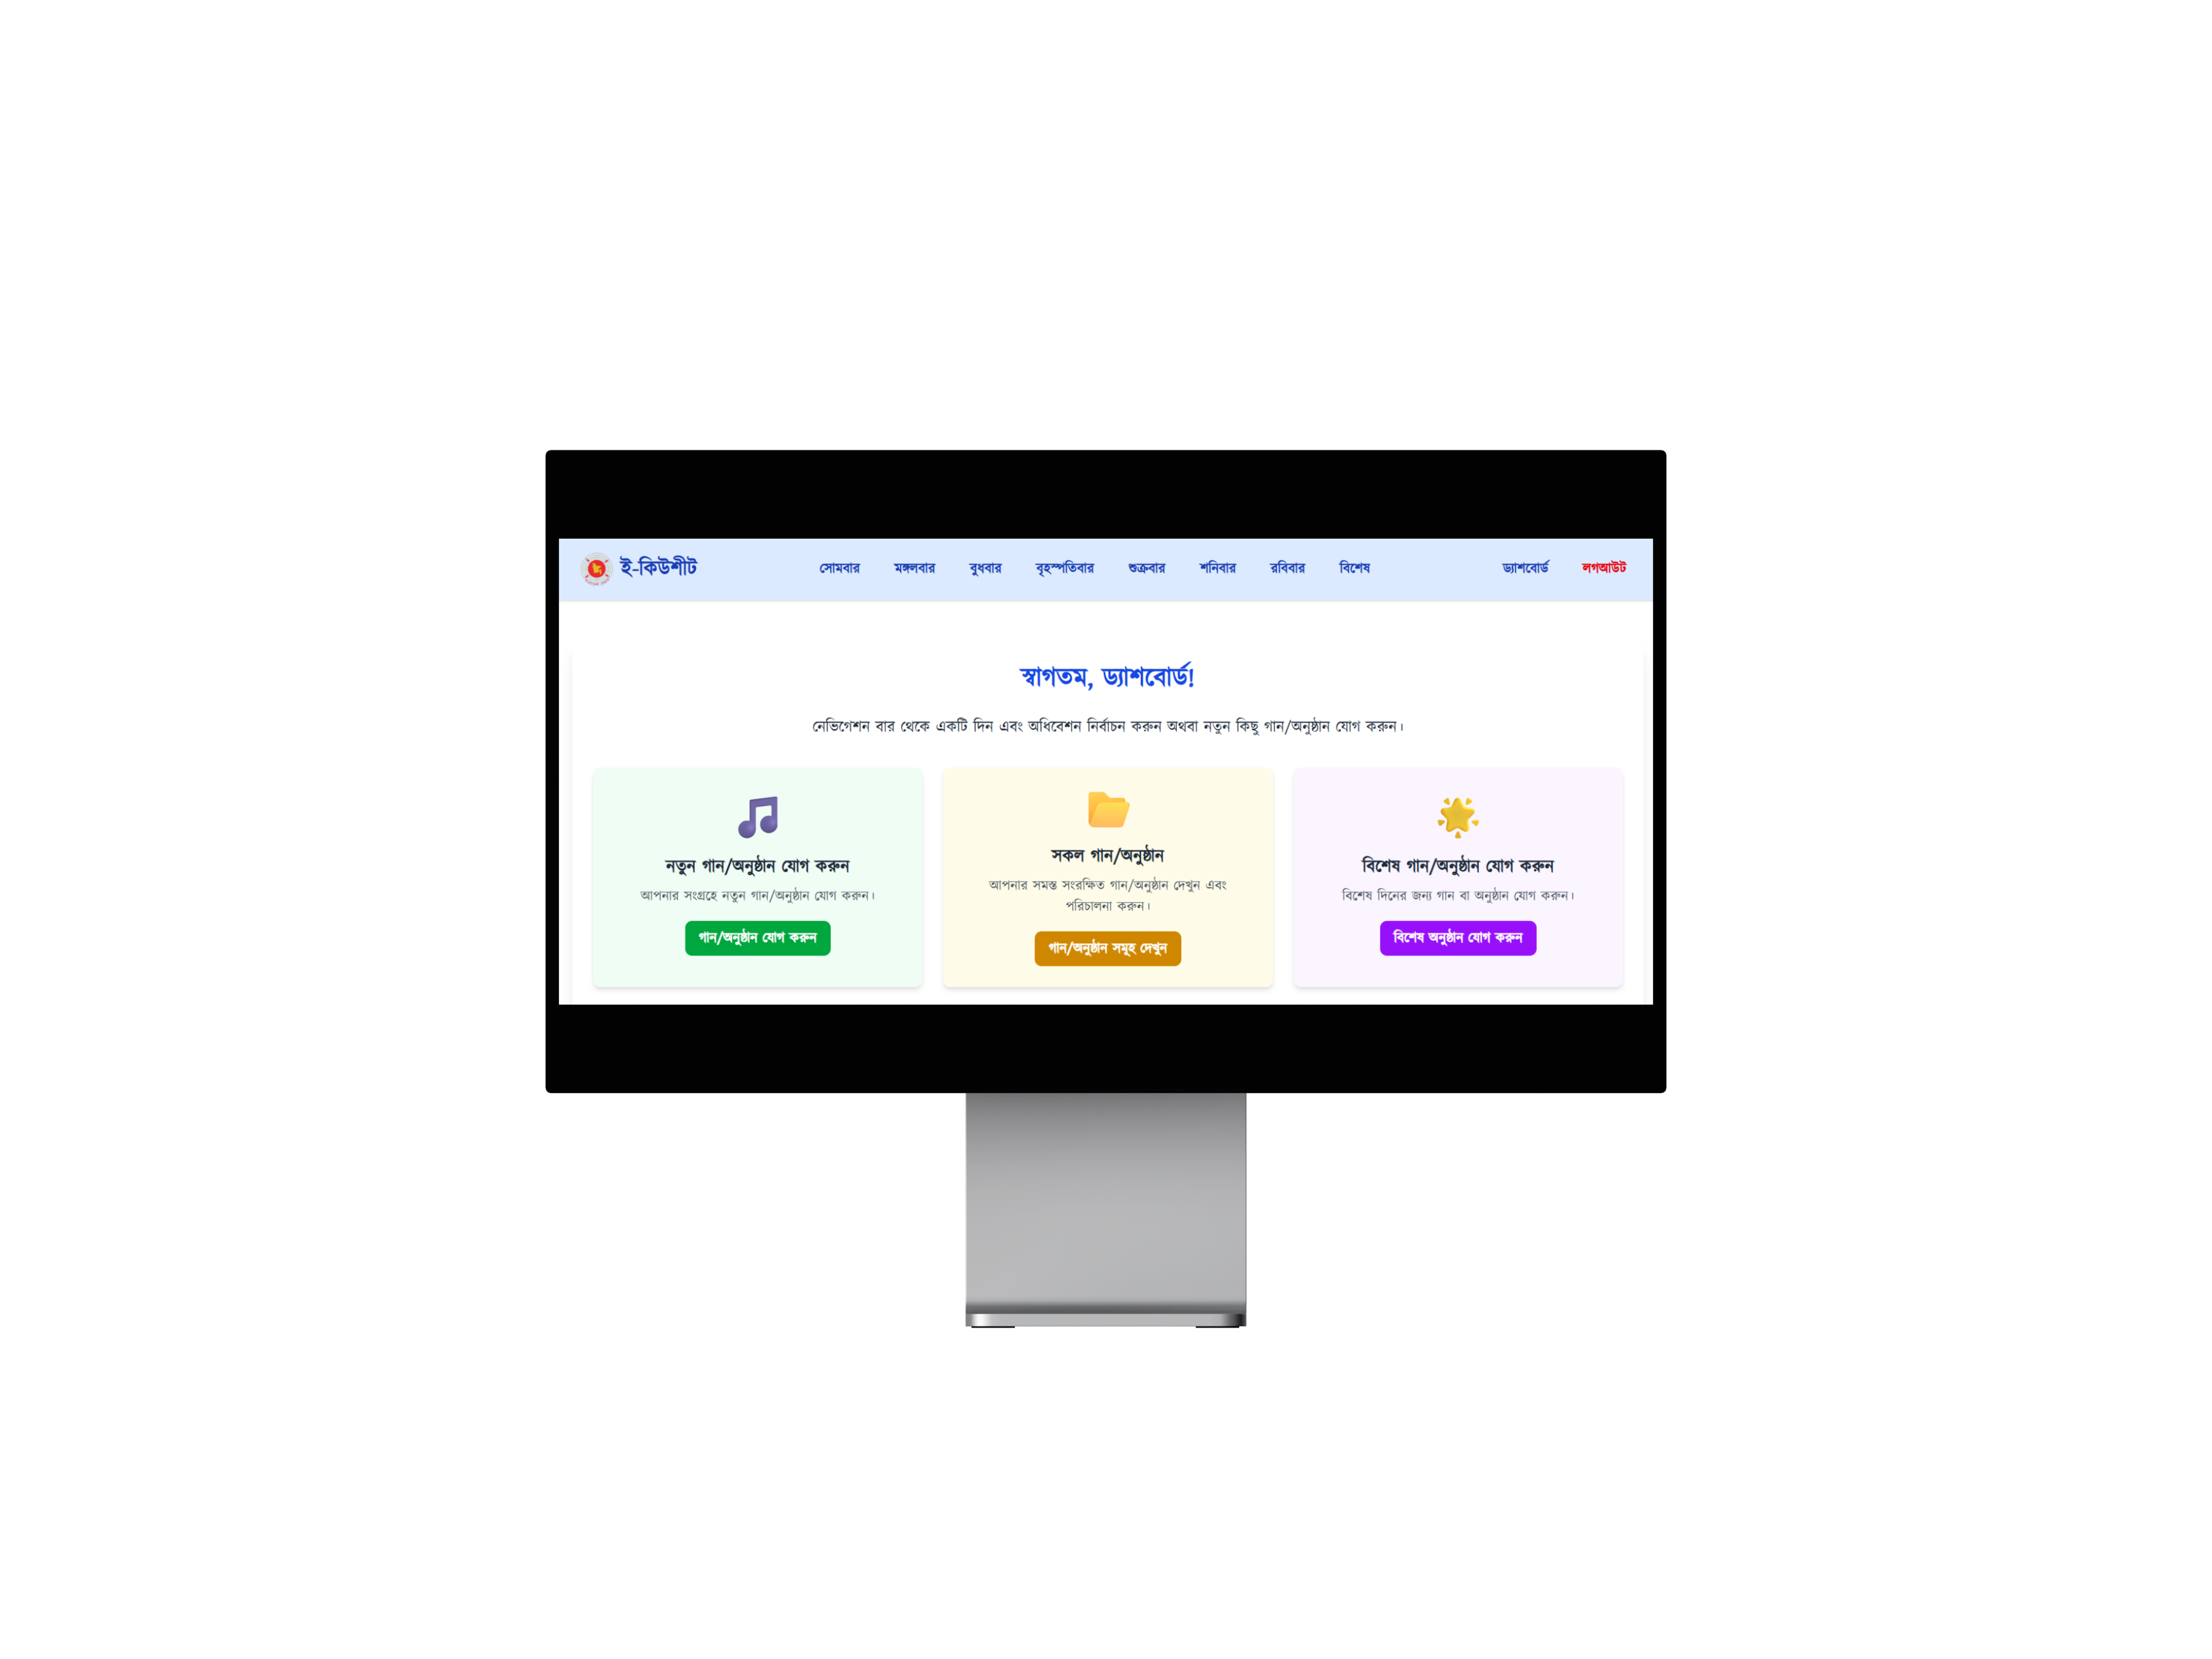 ই-কিউশীট
সোমবার মঙ্গলবার বুধবার বৃহস্পতিবার শুক্রবার শনিবার রবিবার বিশেষ
ড্যাশবোর্ড লগআউট
স্বাগতম, ড্যাশবোর্ড!
নেভিগেশন বার থেকে একটি দিন এবং অধিবেশন নির্বাচন করুন অথবা নতুন কিছু গান/অনুষ্ঠান যোগ করুন।
নতুন গান/অনুষ্ঠান যোগ করুন
আপনার সংগ্রহে নতুন গান/অনুষ্ঠান যোগ করুন।
গান/অনুষ্ঠান যোগ করুন
সকল গান/অনুষ্ঠান
আপনার সমস্ত সংরক্ষিত গান/অনুষ্ঠান দেখুন এবং
পরিচালনা করুন।
গান/অনুষ্ঠান সমূহ দেখুন
বিশেষ গান/অনুষ্ঠান যোগ করুন
বিশেষ দিনের জন্য গান বা অনুষ্ঠান যোগ করুন।
বিশেষ অনুষ্ঠান যোগ করুন